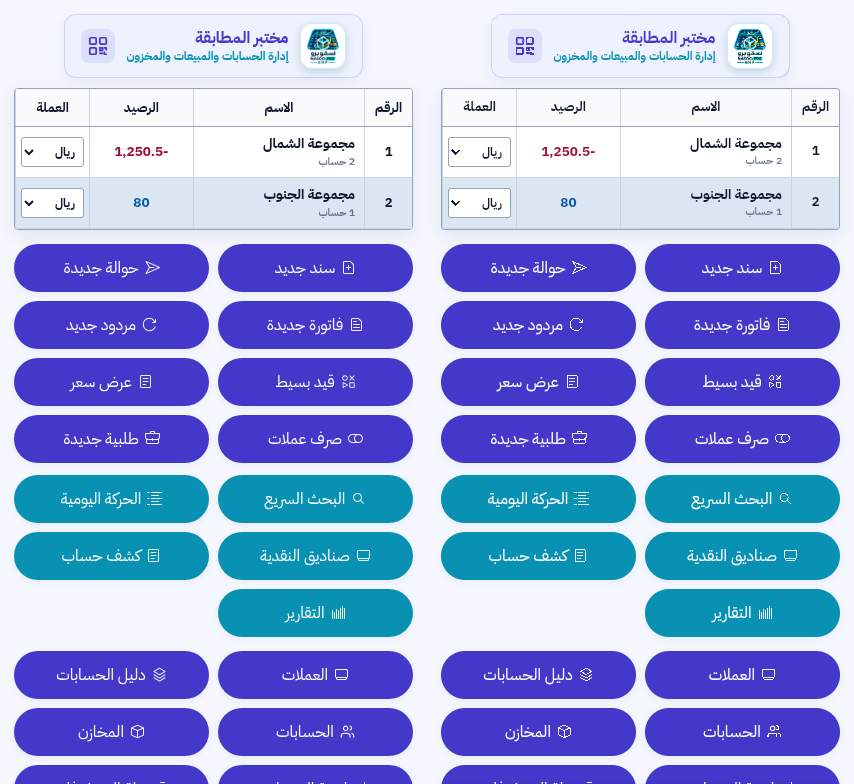 مختبر المطابقة
إدارة الحسابات والمبيعات والمخزون
الرقم الاسم الرصيد العملة
1 مجموعة الشمال -1,250.5 ريال
2 حساب
2 مجموعة الجنوب 80 ريال
1 حساب
سند جديد حوالة جديدة
فاتورة جديدة مردود جديد
قيد بسيط عرض سعر
صرف عملات طلبية جديدة
البحث السريع الحركة اليومية
صناديق النقدية كشف حساب
التقارير
العملات دليل الحسابات
الحسابات المخازن
مختبر المطابقة
إدارة الحسابات والمبيعات والمخزون
الرقم الاسم الرصيد العملة
1 مجموعة الشمال -1,250.5 ريال
2 حساب
2 مجموعة الجنوب 80 ريال
1 حساب
سند جديد حوالة جديدة
فاتورة جديدة مردود جديد
قيد بسيط عرض سعر
صرف عملات طلبية جديدة
البحث السريع الحركة اليومية
صناديق النقدية كشف حساب
التقارير
العملات دليل الحسابات
الحسابات المخازن